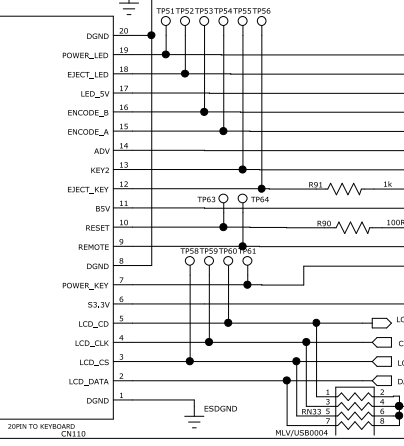 TP51 TP52 TP53 TP54 TP55 TP56
DGND 20
POWER_LED 19
EJECT_LED 18
LED_5V 17
ENCODE_B 16
ENCODE_A 15
ADV 14
KEY2 13
EJECT_KEY 12 R91 1k
TP63 TP64
B5V 11
RESET 10 R90 100R
REMOTE 9
TP58 TP59 TP60 TP61
DGND 8
POWER_KEY 7
S3,3V 6
LCD_CD 5
LCD_CLK 4
LCD_CS 3
LCD_DATA 2
1 2
3 4
RN33 5 6
7 8
DGND 1
ESDGND
20PIN TO KEYBOARD
CN110
MLV/USB0004